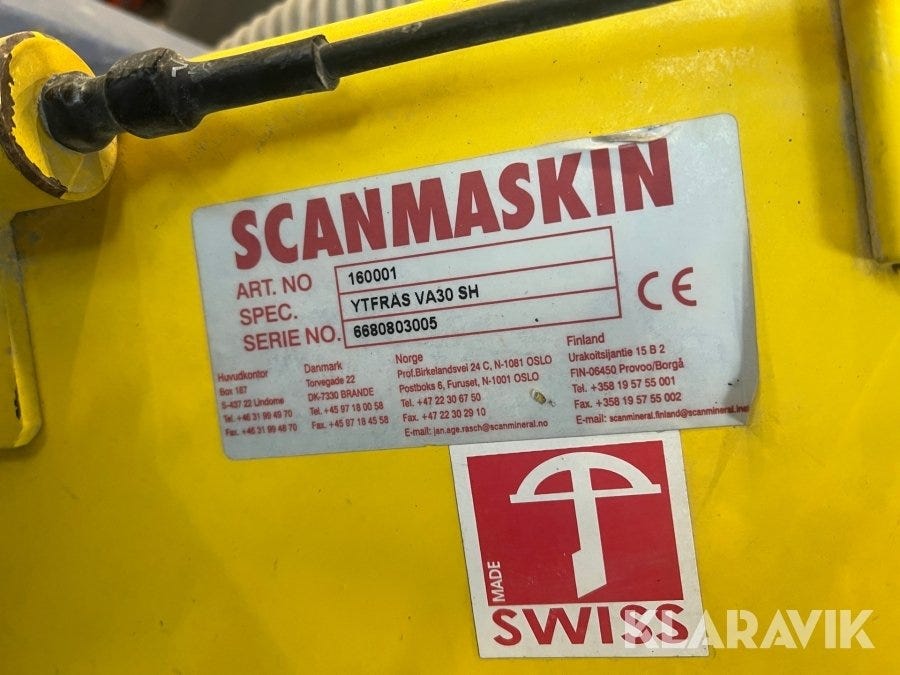 SCANMASKIN
ART. NO 160001
SPEC. YTFRÄS VA30 SH
SERIE NO. 6680803005
CE
Huvudkontor
Box 187
S-437 22 Lindome
Tel. +46 31 99 49 70
Fax. +46 31 99 48 70
Danmark
Torvegade 22
DK-7330 BRANDE
Tel. +45 97 18 00 58
Fax. +45 97 18 45 58
Norge
Prof.Birkelandsvei 24 C, N-1081 OSLO
Postboks 6, Furuset, N-1001 OSLO
Tel. +47 22 30 67 50
Fax. +47 22 30 29 10
E-mail: jan.age.rasch@scanmineral.no
Finland
Urakoitsijantie 15 B 2
FIN-06450 Provoo/Borgå
Tel. +358 19 57 55 001
Fax. +358 19 57 55 002
E-mail: scanmineral.finland@scanmineral.inet
MADE
SWISS
KLARAVIK